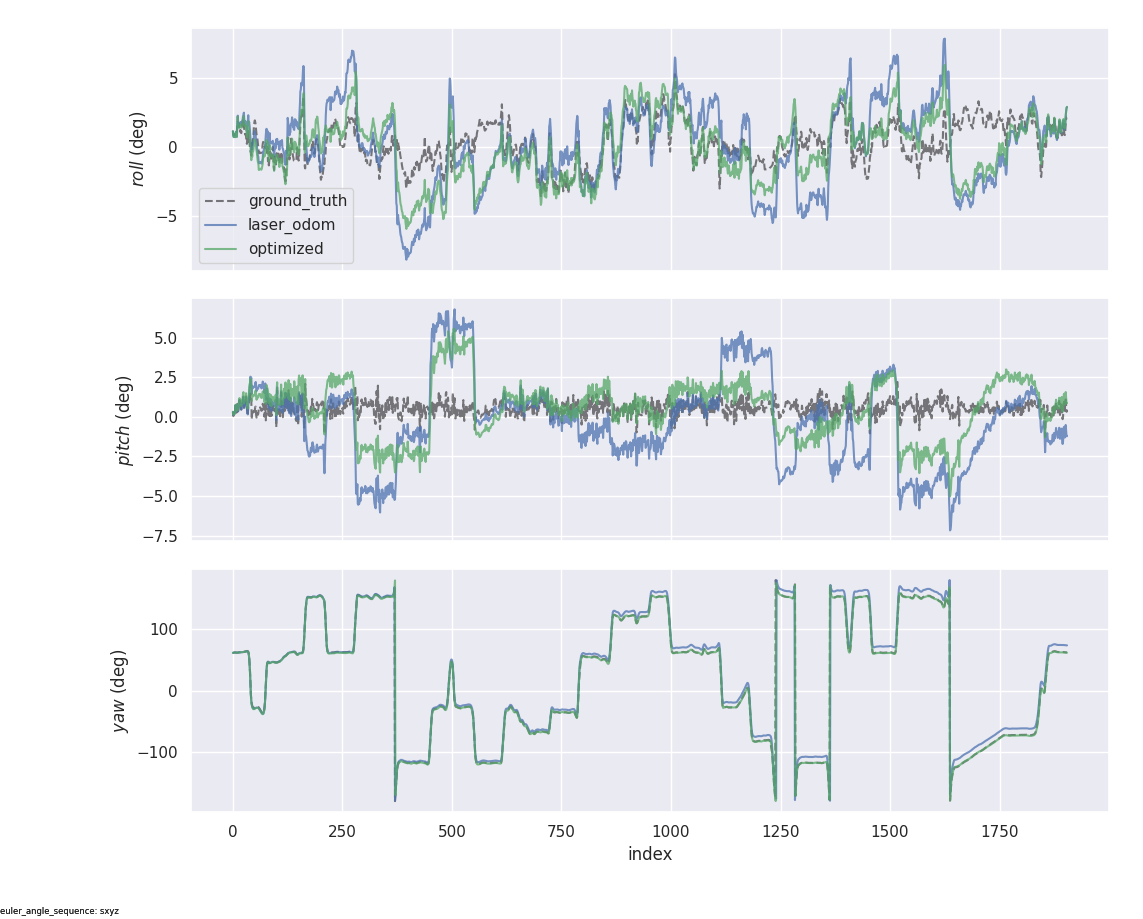 5
0
−5
roll (deg)
ground_truth
laser_odom
optimized
5.0
2.5
0.0
−2.5
−5.0
−7.5
pitch (deg)
100
0
−100
yaw (deg)
0 250 500 750 1000 1250 1500 1750
index
euler_angle_sequence: sxyz